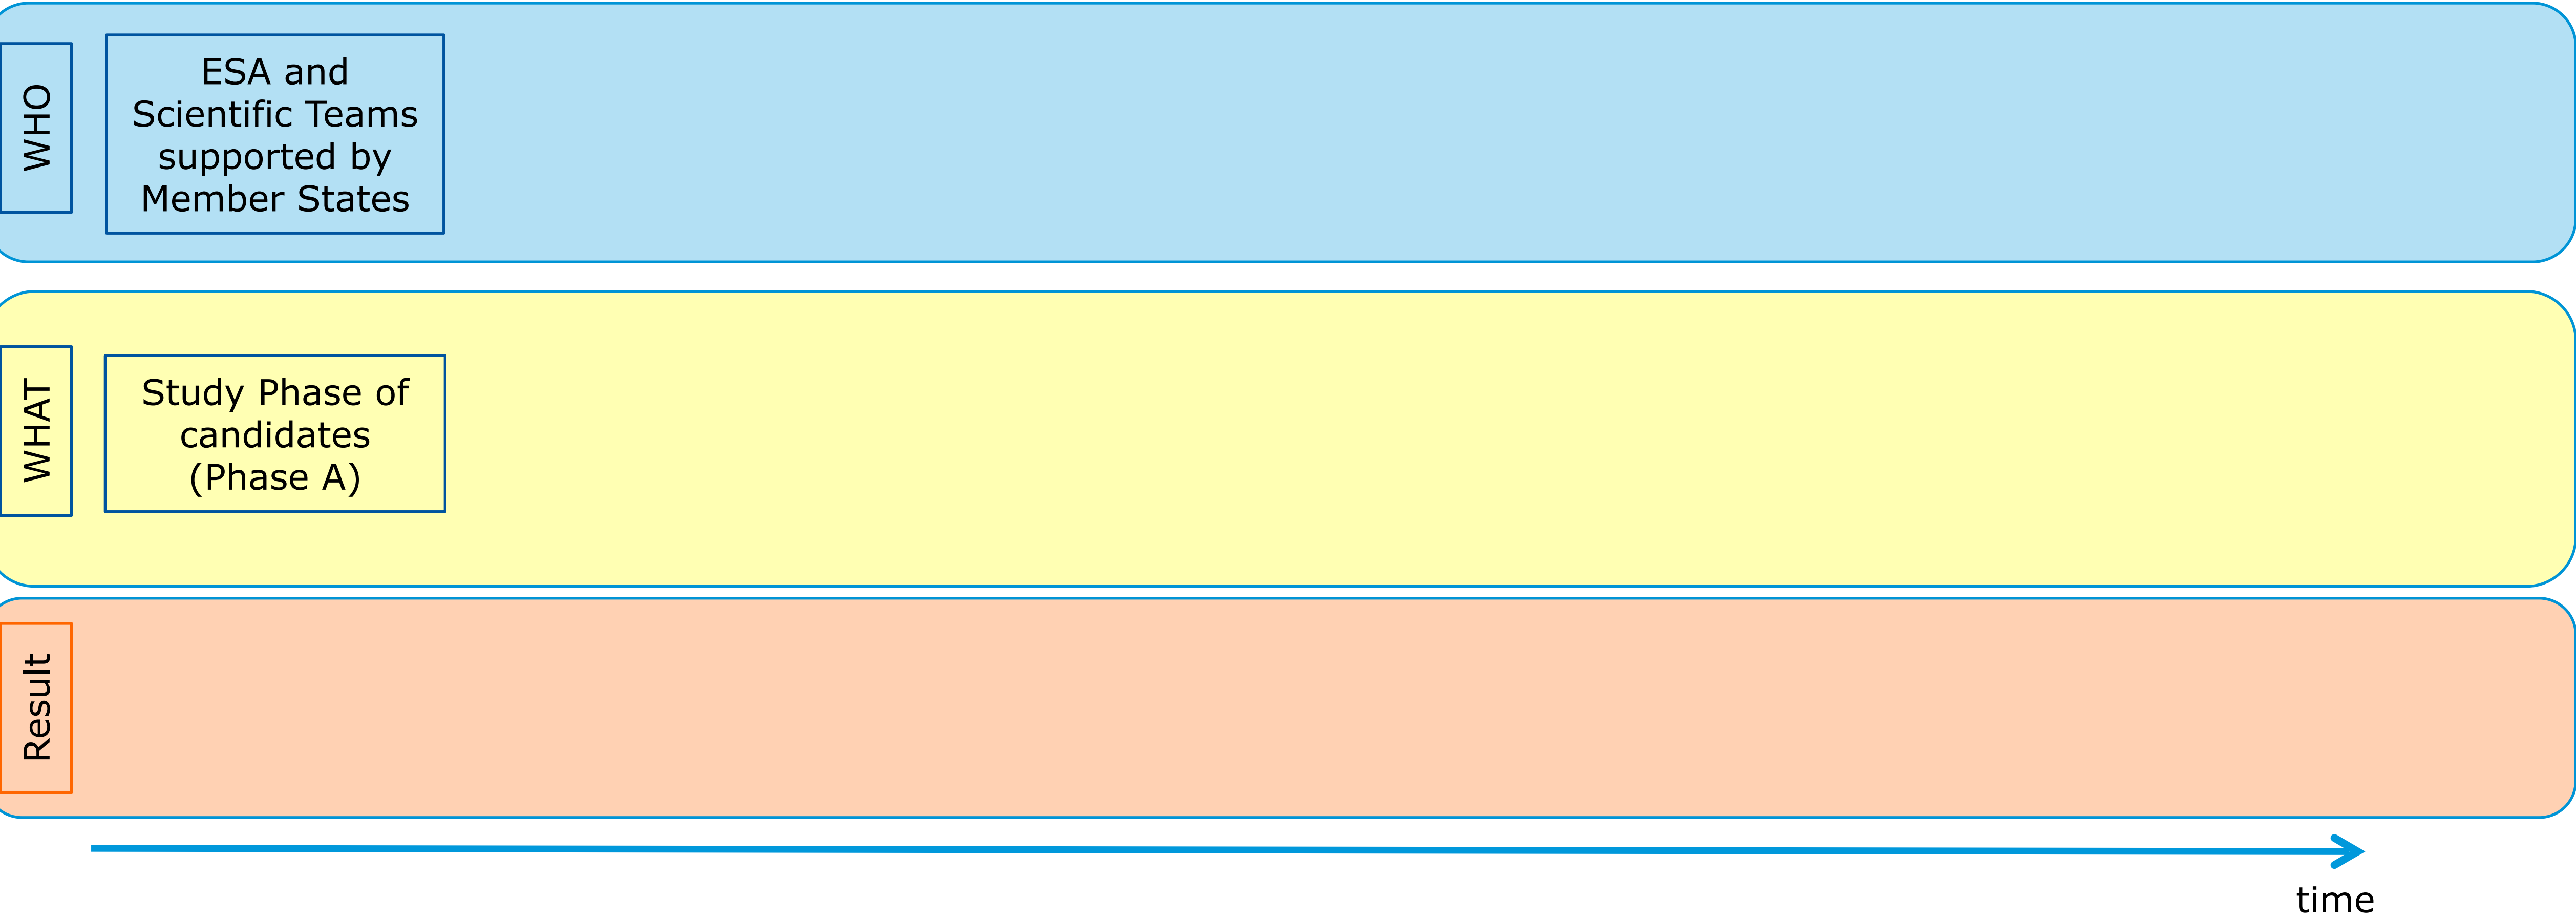 WHO
ESA and
Scientific Teams
supported by
Member States
WHAT
Study Phase of
candidates
(Phase A)
Result
time